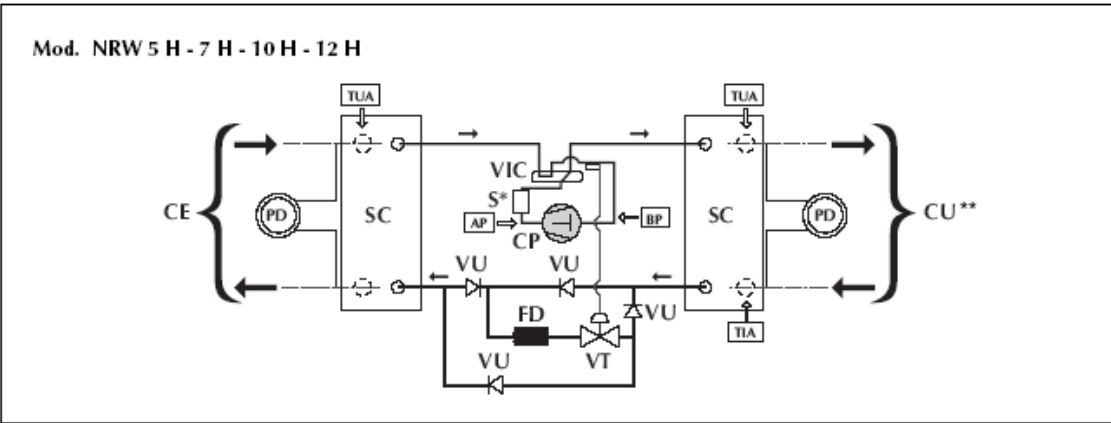 Mod. NRW 5 H - 7 H - 10 H - 12 H
TUA
TUA
VIC
S*
CE
PD
SC
AP
CP
BP
SC
PD
CU**
VU
VU
FD
VU
TIA
VU
VT